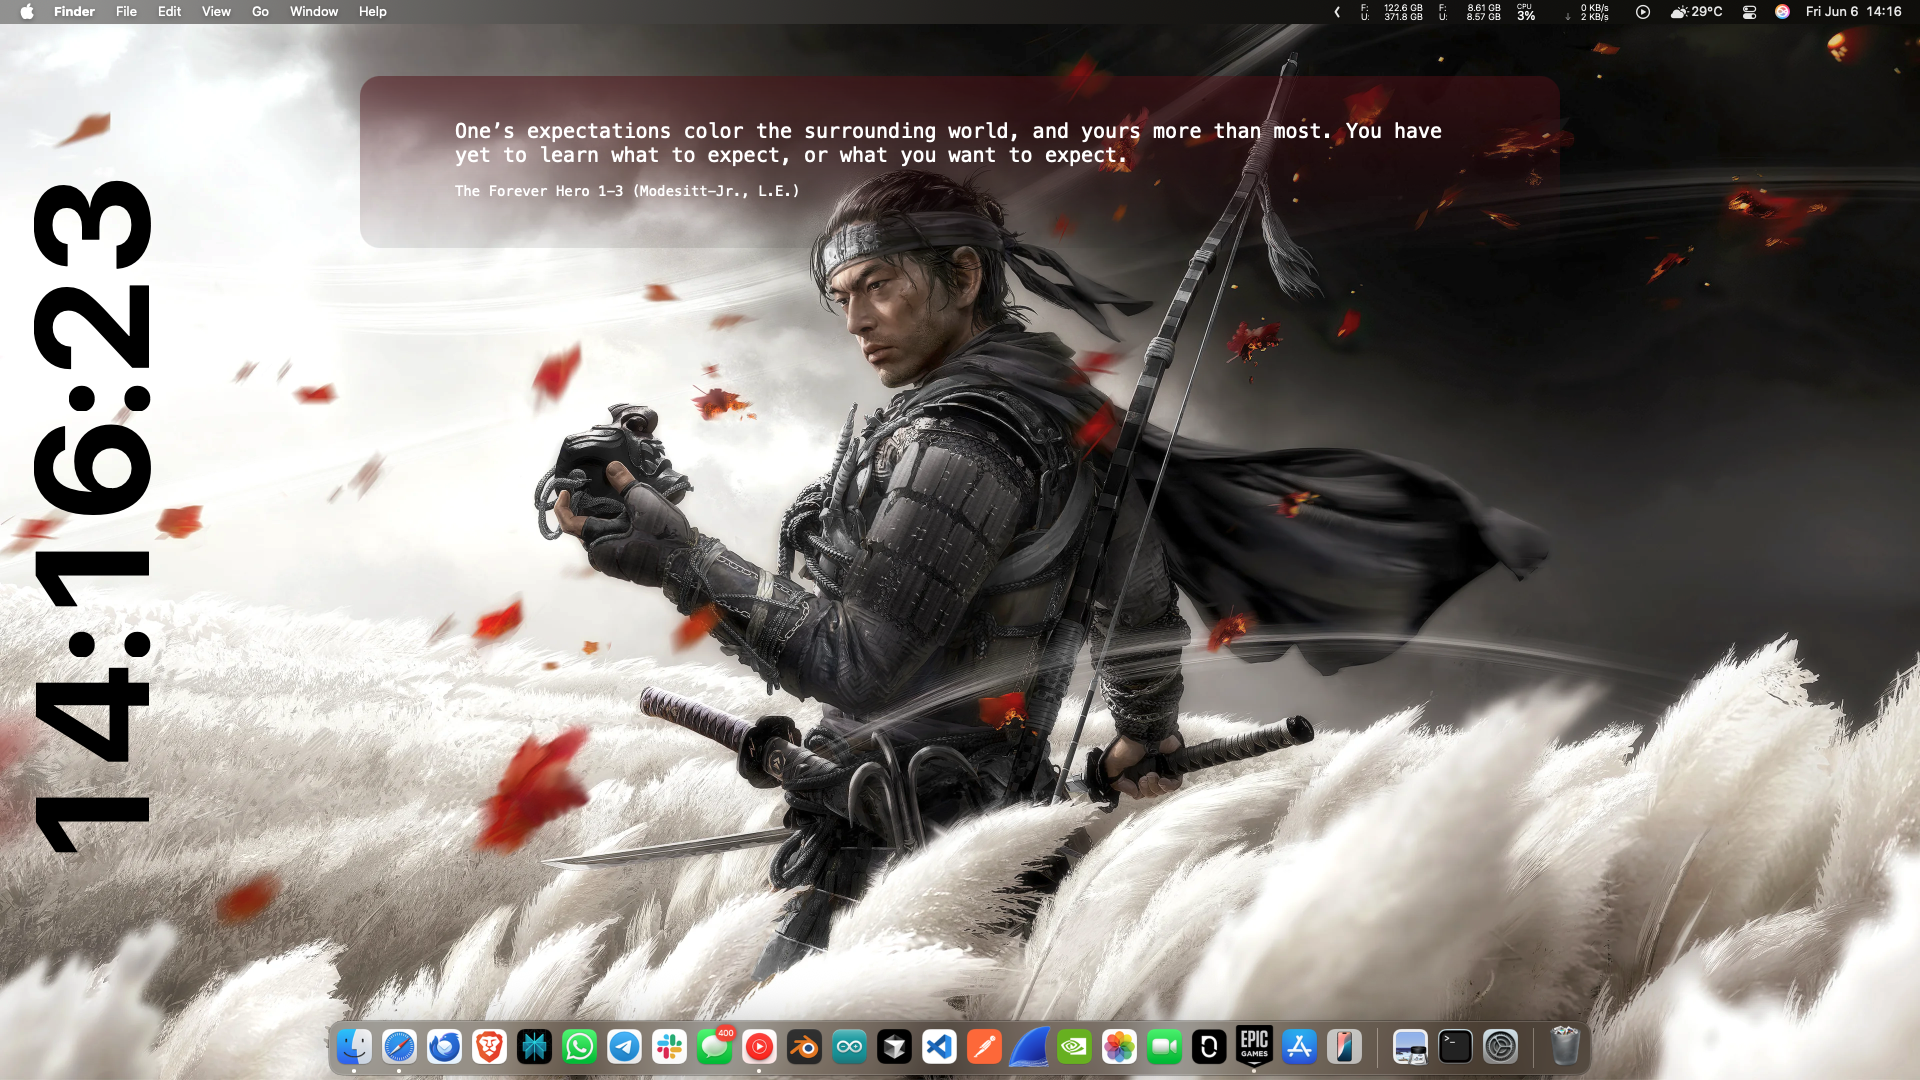 Finder File Edit View Go Window Help
F: 122.6 GB F: 8.61 GB CPU 0 KB/s
U: 371.8 GB U: 8.57 GB 3% ↓ 2 KB/s
29°C Fri Jun 6 14:16
One’s expectations color the surrounding world, and yours more than most. You have
yet to learn what to expect, or what you want to expect.
The Forever Hero 1–3 (Modesitt-Jr., L.E.)
14:16:23
400
EPIC
GAMES
>_